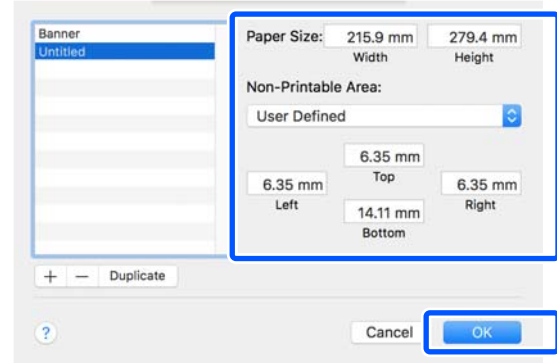 Banner
Untitled
Paper Size: 215.9 mm 279.4 mm
Width Height
Non-Printable Area:
User Defined
6.35 mm
Top
6.35 mm 6.35 mm
Left Right
14.11 mm
Bottom
+ − Duplicate
? Cancel OK